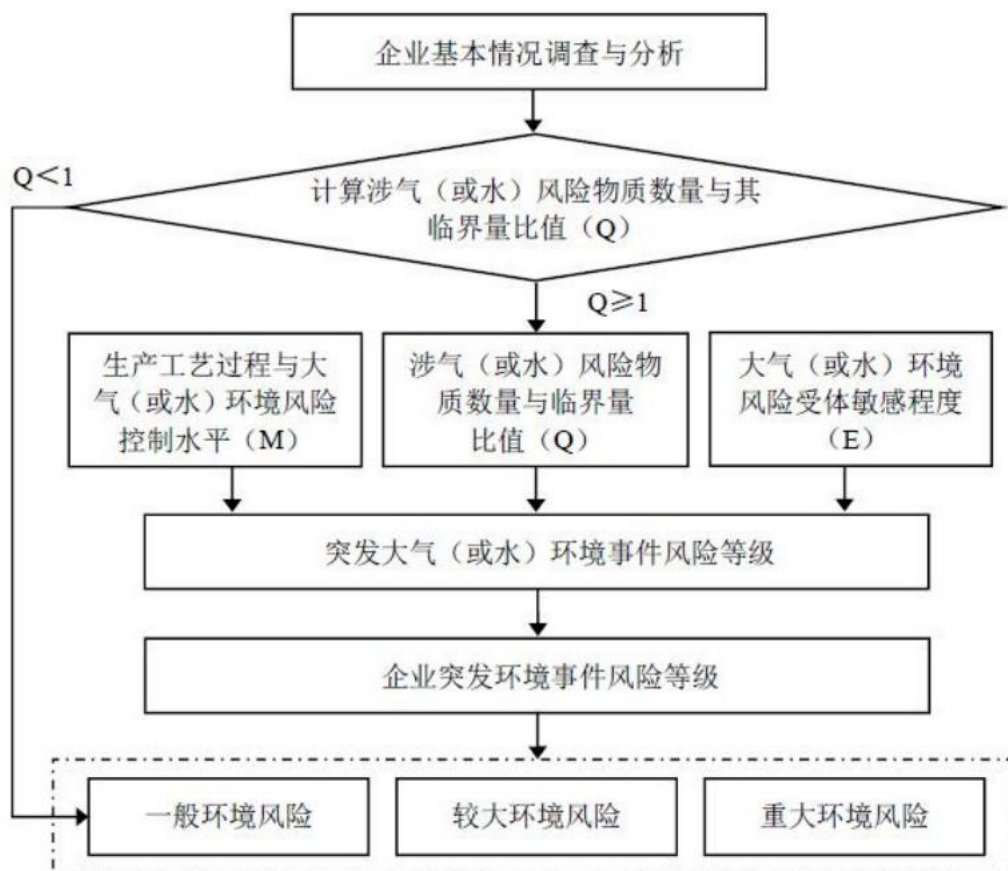 企业基本情况调查与分析
Q＜1
计算涉气（或水）风险物质数量与其
临界量比值（Q）
Q≥1
生产工艺过程与大
气（或水）环境风险
控制水平（M）
涉气（或水）风险物
质数量与临界量
比值（Q）
大气（或水）环境
风险受体敏感程度
（E）
突发大气（或水）环境事件风险等级
企业突发环境事件风险等级
一般环境风险
较大环境风险
重大环境风险